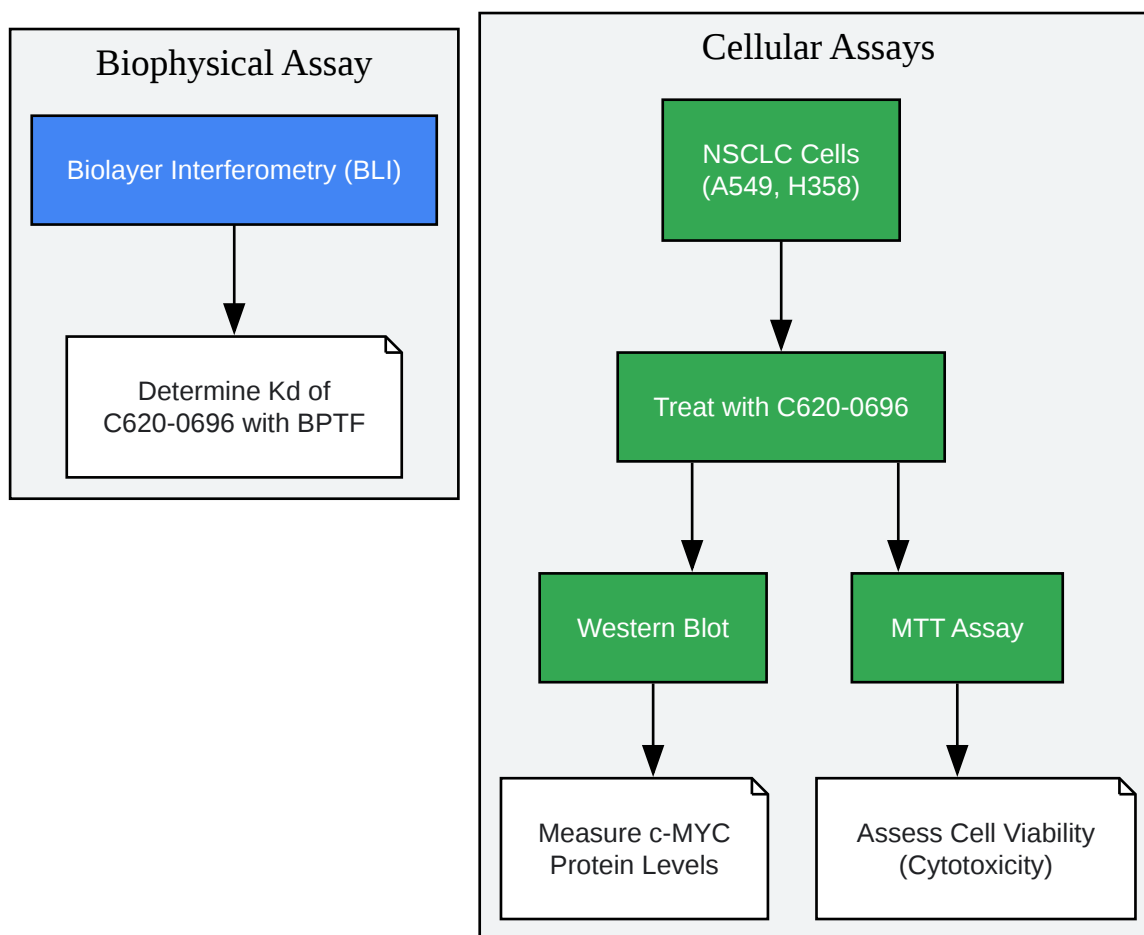 Biophysical Assay
Biolayer Interferometry (BLI)
Determine Kd of
C620-0696 with BPTF
Cellular Assays
NSCLC Cells
(A549, H358)
Treat with C620-0696
Western Blot
MTT Assay
Measure c-MYC
Protein Levels
Assess Cell Viability
(Cytotoxicity)